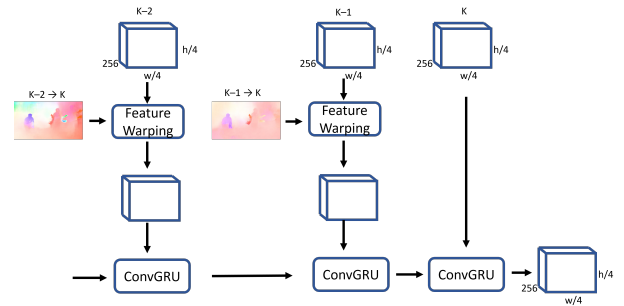 K–2
K–1
K
h/4
h/4
h/4
256
256
256
w/4
w/4
w/4
K–2 → K
K–1 → K
Feature
Warping
Feature
Warping
ConvGRU
ConvGRU
ConvGRU
h/4
256
w/4